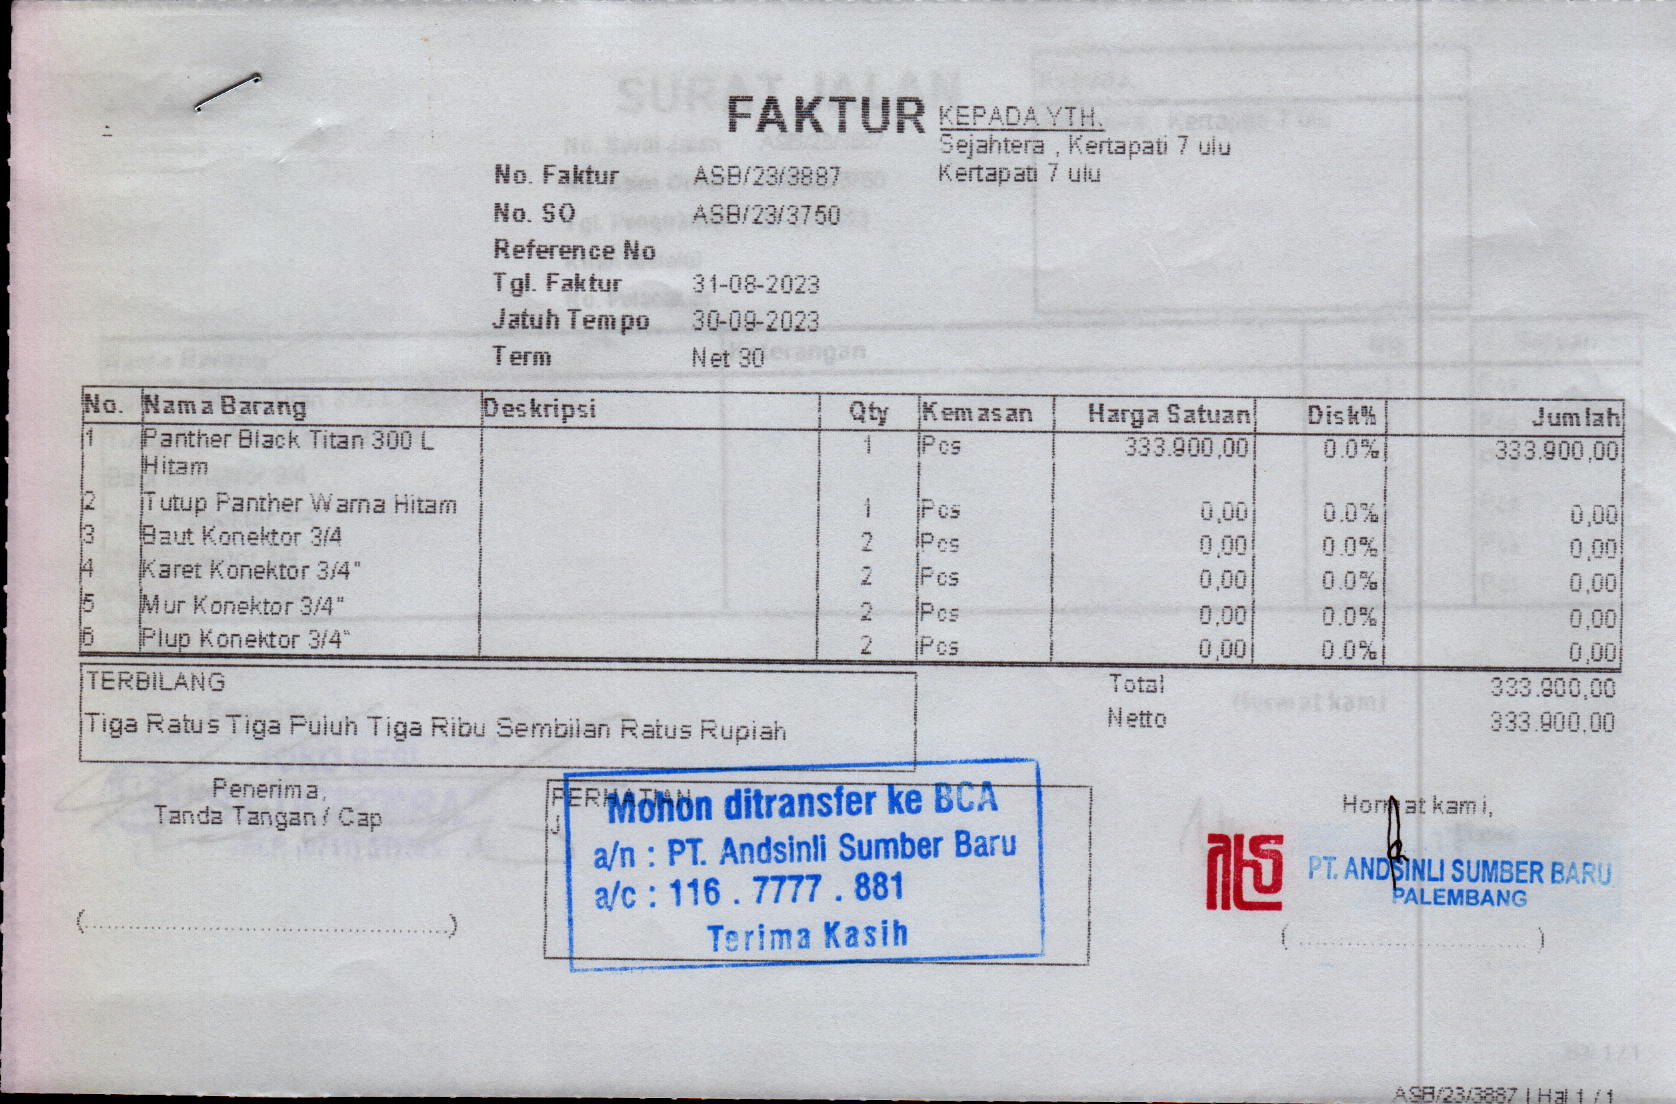 FAKTUR
KEPADA YTH.
Sejahtera , Kertapati 7 ulu
Kertapati 7 ulu
No. Faktur ASB/23/3887
No. SO ASB/23/3750
Reference No
Tgl. Faktur 31-08-2023
Jatuh Tempo 30-09-2023
Term Net 30
No. Nama Barang Deskripsi Qty Kemasan Harga Satuan Disk% Jumlah
1 Panther Black Titan 300 L 1 Pcs 333.900,00 0.0% 333.900,00
Hitam
2 Tutup Panther Warna Hitam 1 Pcs 0,00 0.0% 0,00
3 Baut Konektor 3/4 2 Pcs 0,00 0.0% 0,00
4 Karet Konektor 3/4" 2 Pcs 0,00 0.0% 0,00
5 Mur Konektor 3/4" 2 Pcs 0,00 0.0% 0,00
6 Plup Konektor 3/4" 2 Pcs 0,00 0.0% 0,00
TERBILANG
Tiga Ratus Tiga Puluh Tiga Ribu Sembilan Ratus Rupiah
Total 333.900,00
Netto 333.900,00
Penerima,
Tanda Tangan / Cap
PERHATIAN
Mohon ditransfer ke BCA
a/n : PT. Andsinli Sumber Baru
a/c : 116 . 7777 . 881
Terima Kasih
Hormat kami,
PT. ANDSINLI SUMBER BARU
PALEMBANG
ASB/23/3887 | Hal 1 / 1
SURAT JALAN